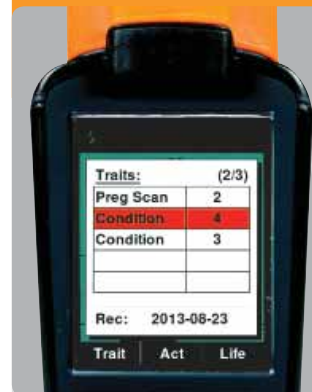 Traits: (2/3)
Preg Scan 2
Condition 4
Condition 3
Rec: 2013-08-23
Trait Act Life